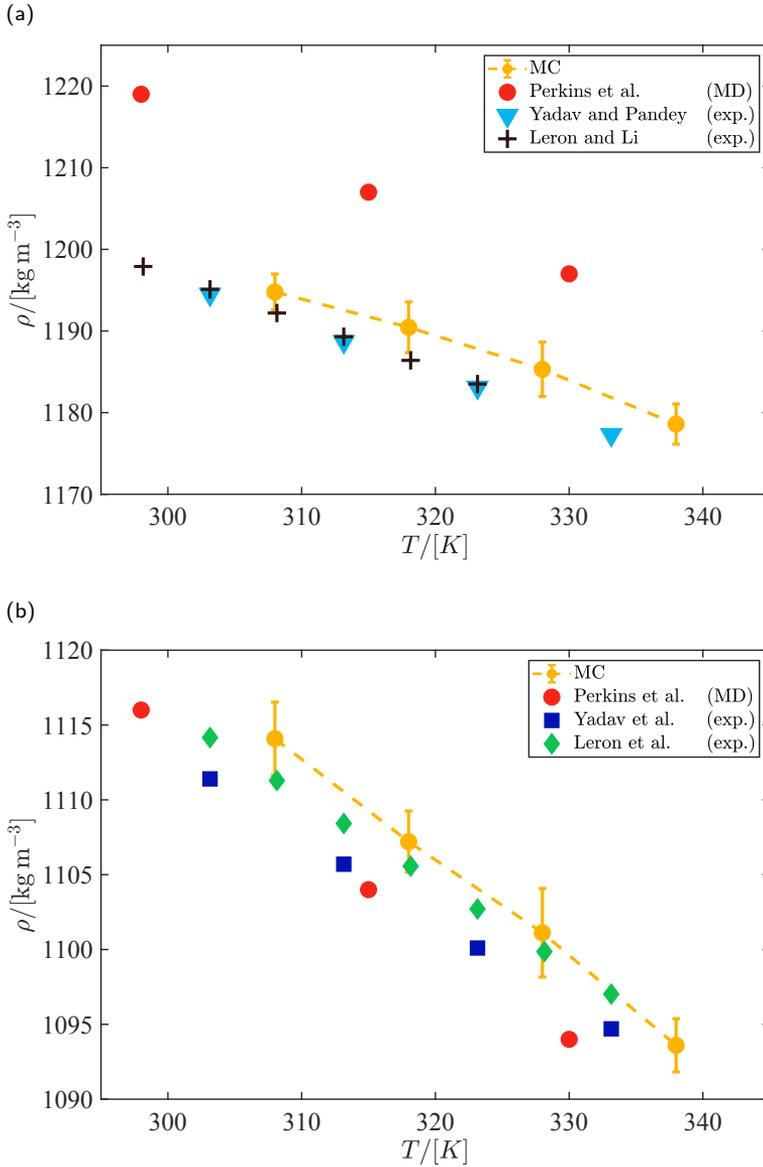 (a)
1220
1210
1200
1190
1180
1170
ρ/[kg m⁻³]
300 310 320 330 340
T/[K]
MC
Perkins et al. (MD)
Yadav and Pandey (exp.)
Leron and Li (exp.)
(b)
1120
1115
1110
1105
1100
1095
1090
ρ/[kg m⁻³]
300 310 320 330 340
T/[K]
MC
Perkins et al. (MD)
Yadav et al. (exp.)
Leron et al. (exp.)